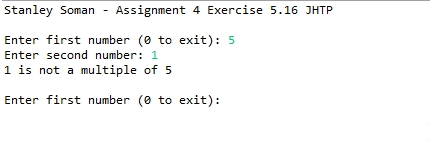 Stanley Soman - Assignment 4 Exercise 5.16 JHTP
Enter first number (0 to exit): 5
Enter second number: 1
1 is not a multiple of 5
Enter first number (0 to exit):